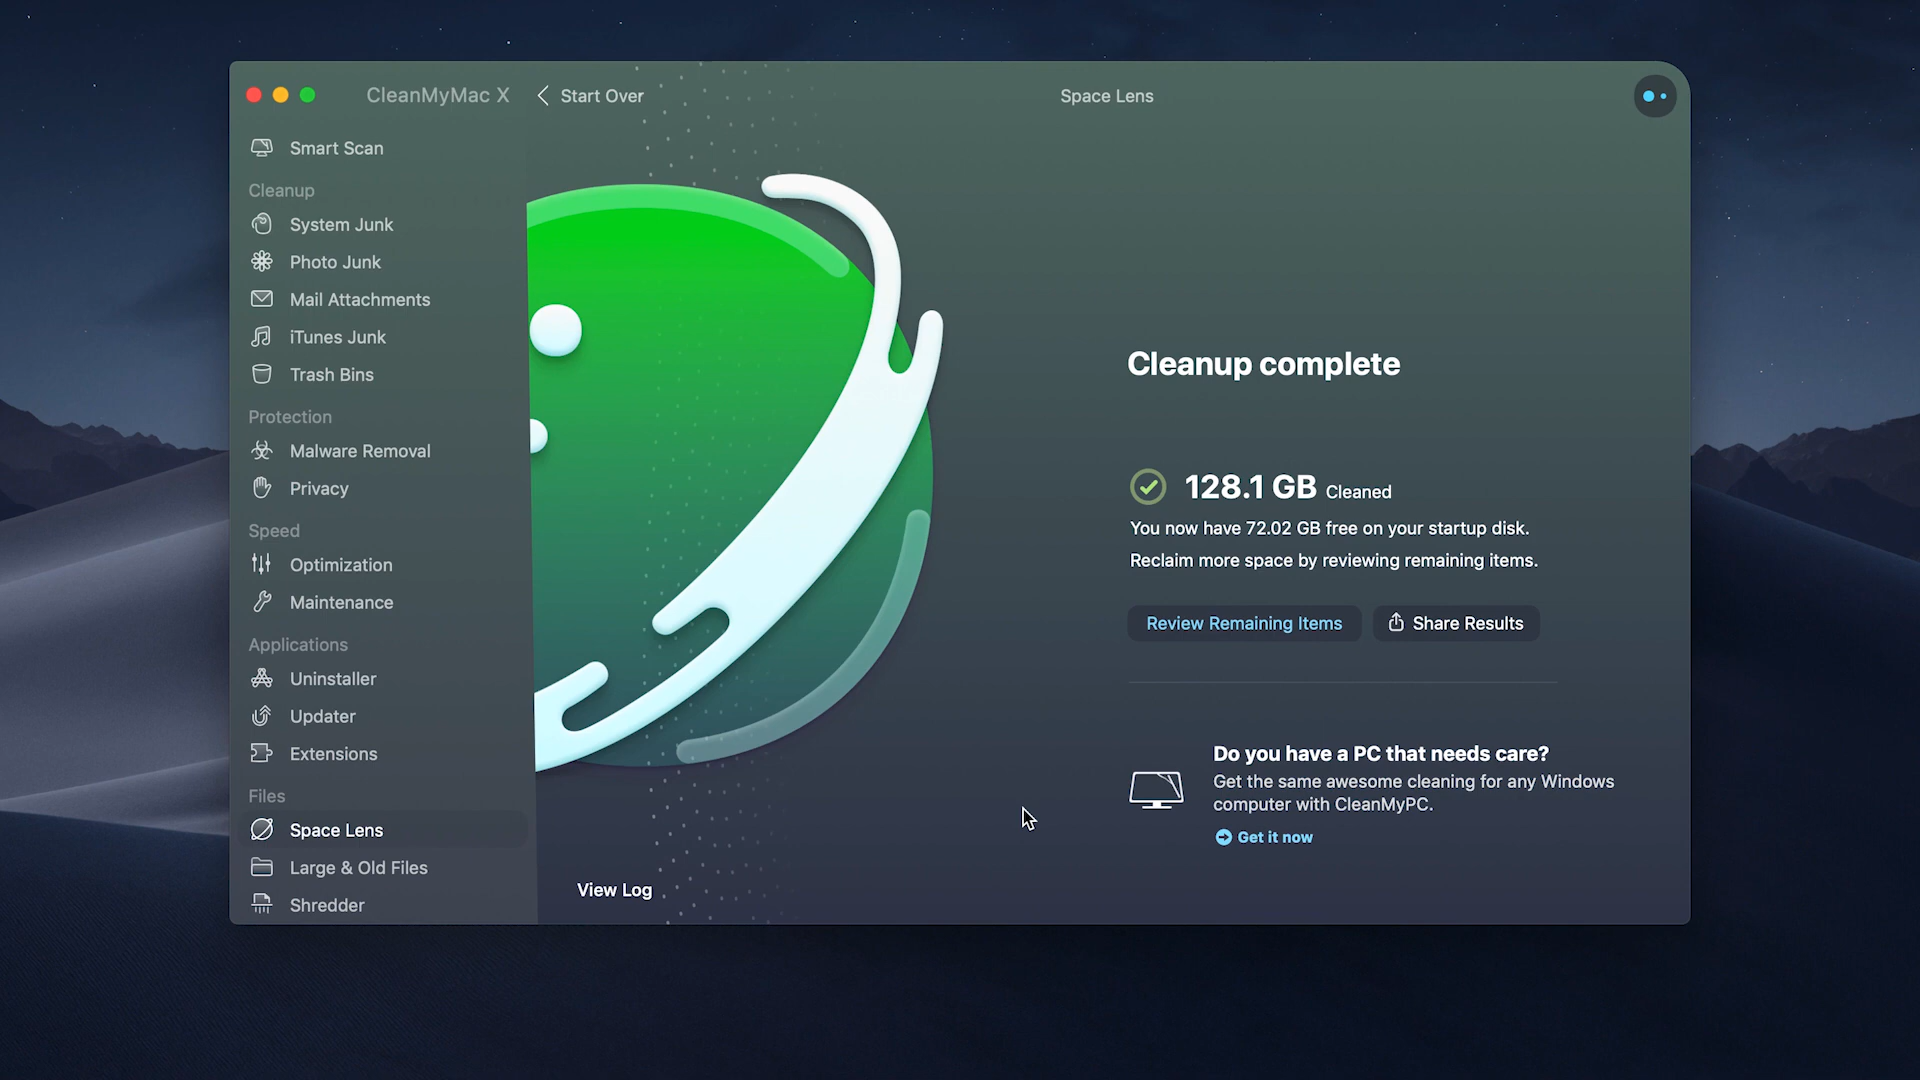 CleanMyMac X
Start Over
Space Lens
Smart Scan
Cleanup
System Junk
Photo Junk
Mail Attachments
iTunes Junk
Trash Bins
Protection
Malware Removal
Privacy
Speed
Optimization
Maintenance
Applications
Uninstaller
Updater
Extensions
Files
Space Lens
Large & Old Files
Shredder
Cleanup complete
128.1 GB Cleaned
You now have 72.02 GB free on your startup disk.
Reclaim more space by reviewing remaining items.
Review Remaining Items
Share Results
Do you have a PC that needs care?
Get the same awesome cleaning for any Windows
computer with CleanMyPC.
Get it now
View Log